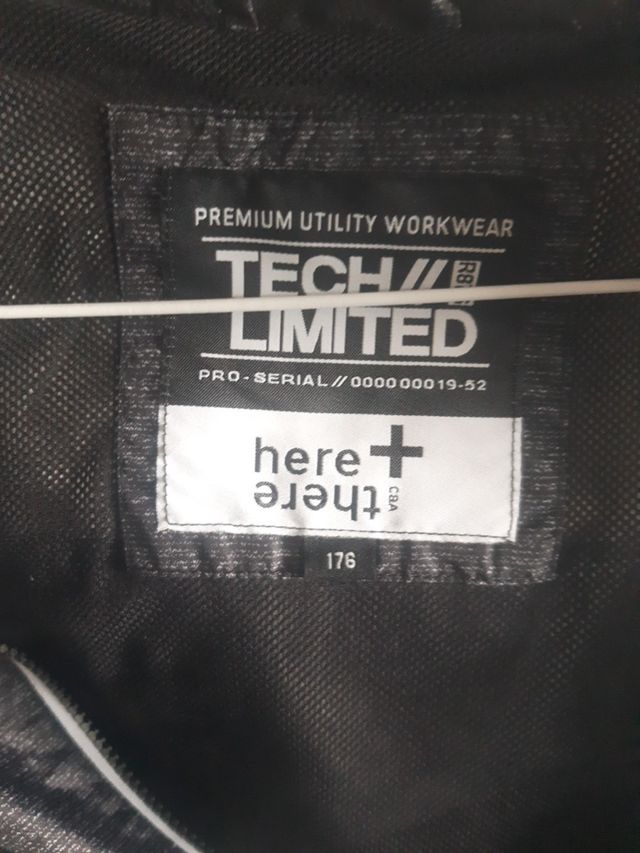 PREMIUM UTILITY WORKWEAR
TECH//
LIMITED
PRO-SERIAL//000000019-52
here+
there
C&A
176